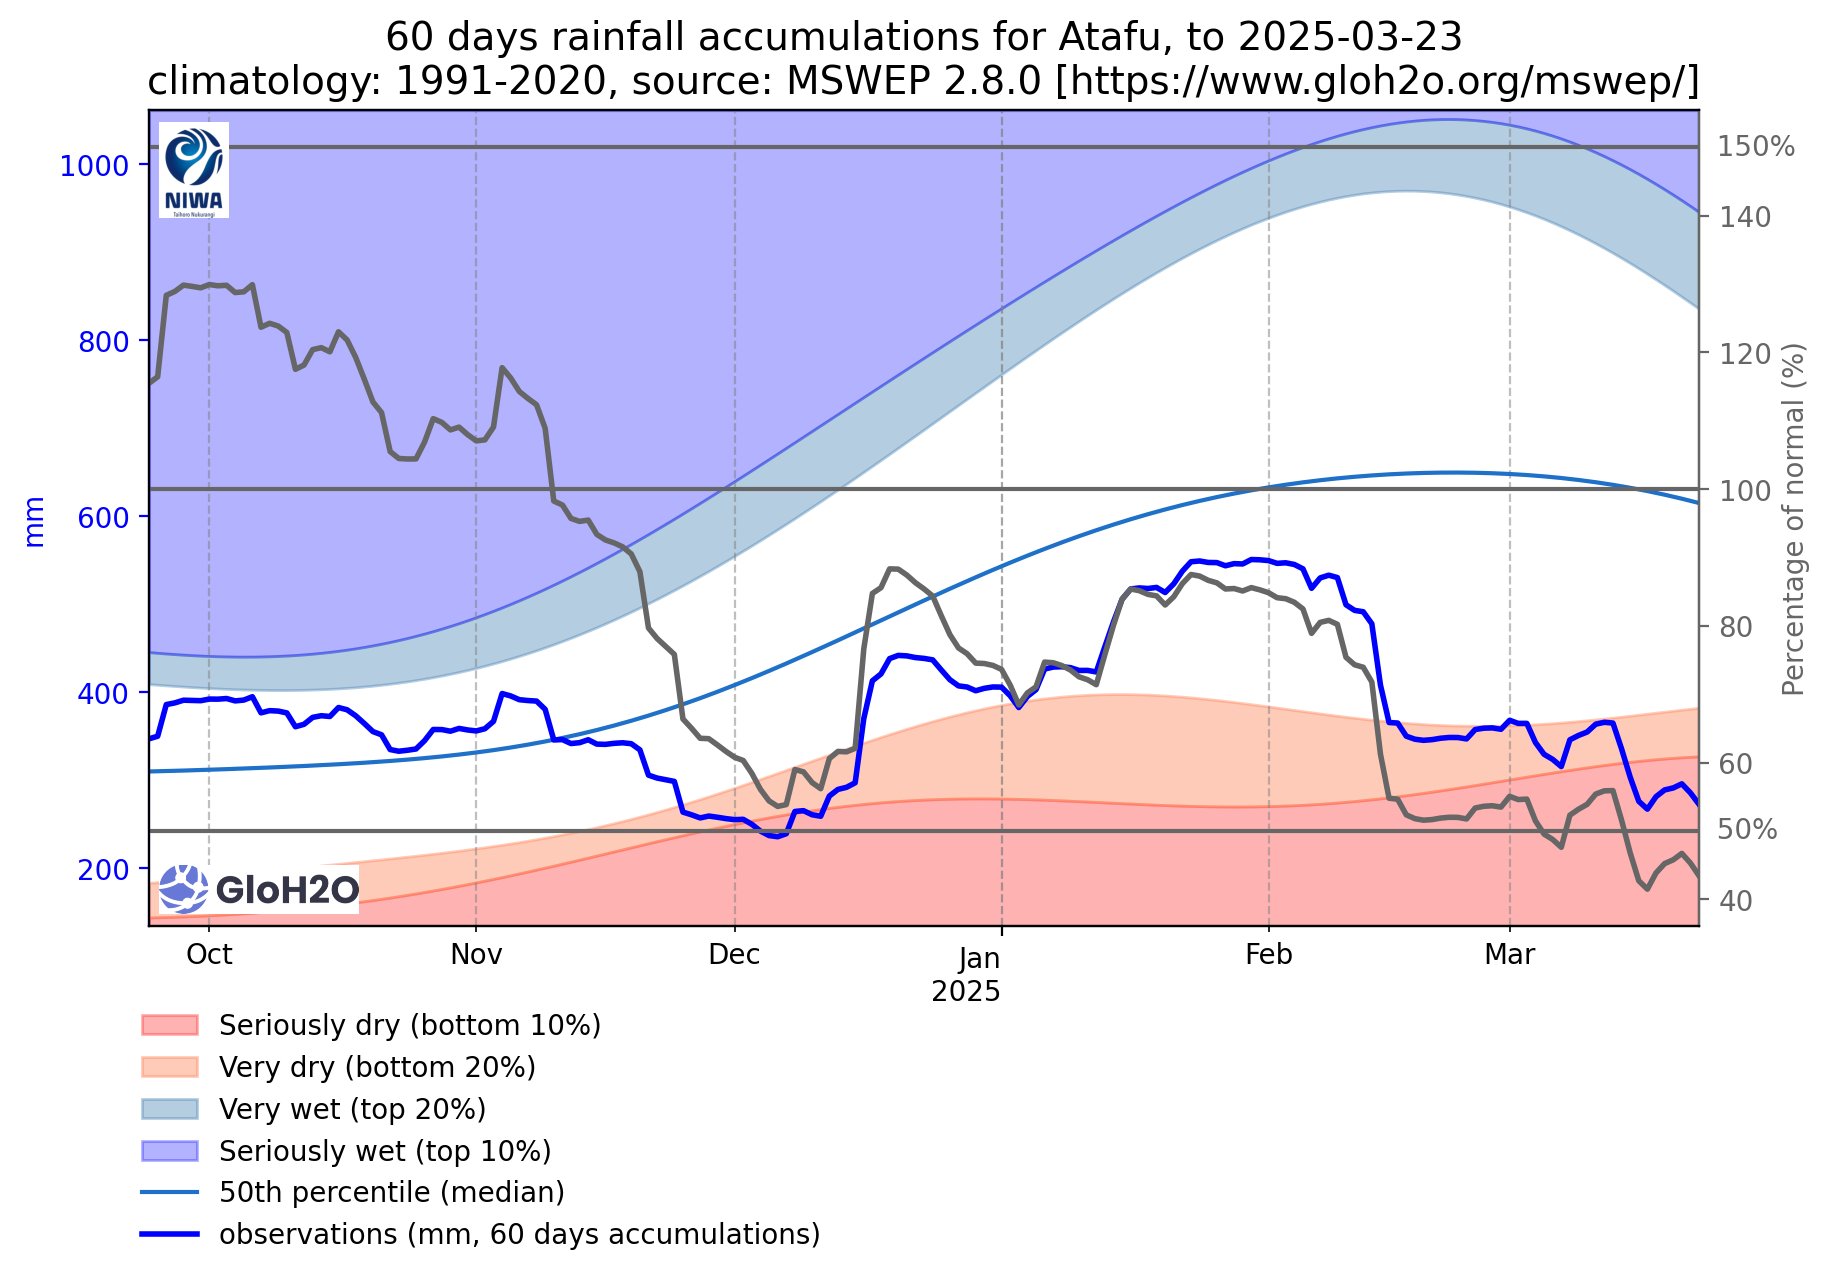 60 days rainfall accumulations for Atafu, to 2025-03-23
climatology: 1991-2020, source: MSWEP 2.8.0 [https://www.gloh2o.org/mswep/]
NIWA
Taihoro Nukurangi
1000
800
600
400
200
mm
150%
140
120
100
80
60
50%
40
Percentage of normal (%)
GloH2O
Oct
Nov
Dec
Jan
2025
Feb
Mar
Seriously dry (bottom 10%)
Very dry (bottom 20%)
Very wet (top 20%)
Seriously wet (top 10%)
50th percentile (median)
observations (mm, 60 days accumulations)